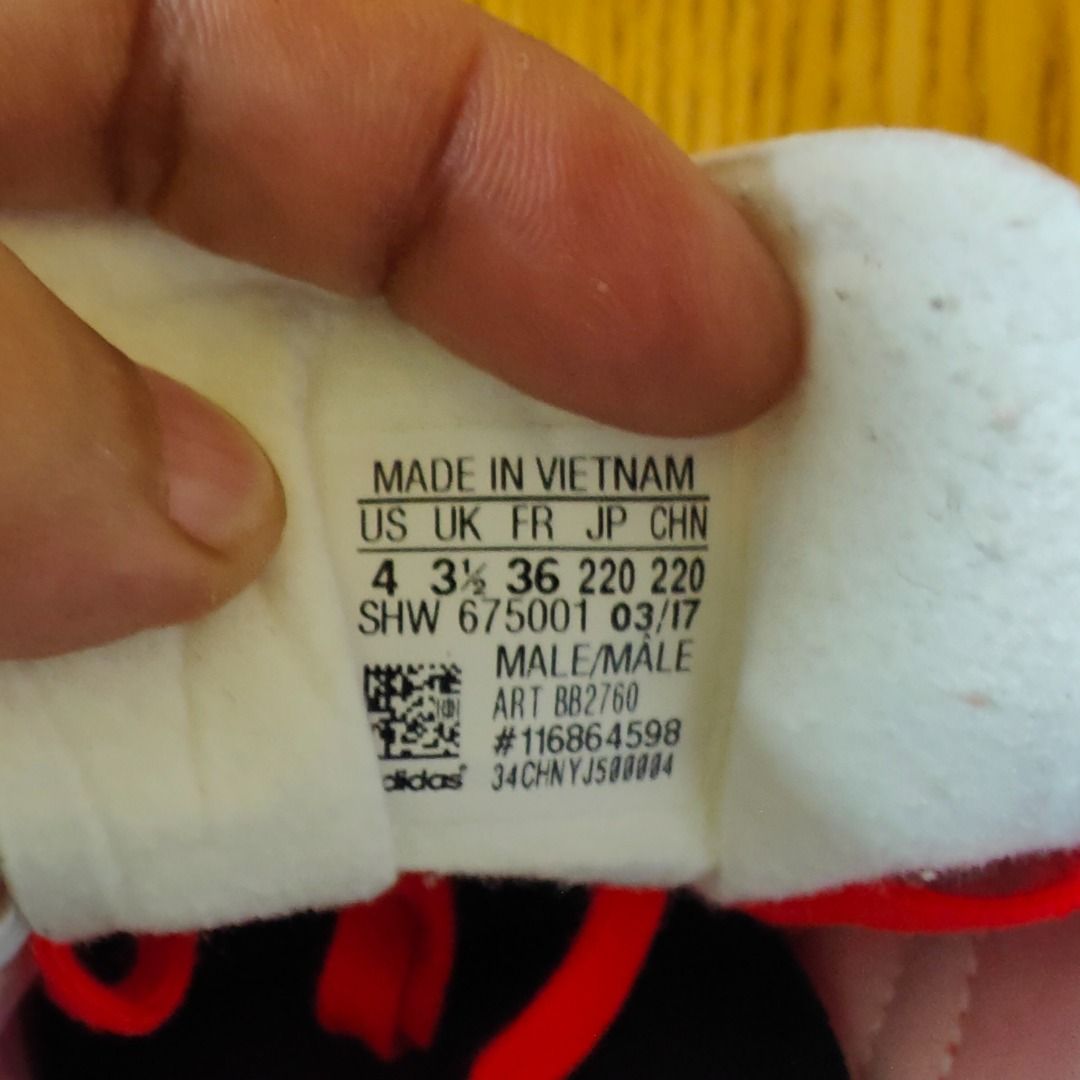 MADE IN VIETNAM
US UK FR JP CHN
4 3½ 36 220 220
SHW 675001 03/17
MALE/MÂLE
ART BB2760
#116864598
34CHNYJ500004
adidas